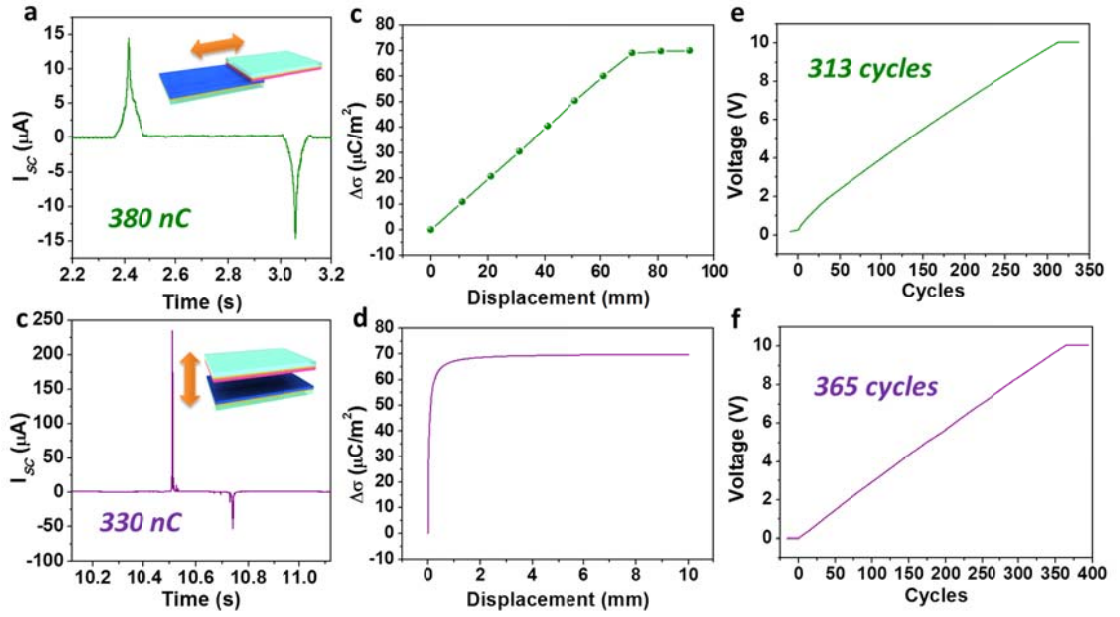 a
I_SC (μA)
15
10
5
0
-5
-10
-15
380 nC
2.2 2.4 2.6 2.8 3.0 3.2
Time (s)
c
Δσ (μC/m²)
80
70
60
50
40
30
20
10
0
-10
0 20 40 60 80 100
Displacement (mm)
e
Voltage (V)
10
8
6
4
2
0
313 cycles
0 50 100 150 200 250 300 350
Cycles
c
I_SC (μA)
250
200
150
100
50
0
-50
-100
330 nC
10.2 10.4 10.6 10.8 11.0
Time (s)
d
Δσ (μC/m²)
80
70
60
50
40
30
20
10
0
-10
0 2 4 6 8 10
Displacement (mm)
f
Voltage (V)
10
8
6
4
2
0
365 cycles
0 50 100 150 200 250 300 350 400
Cycles